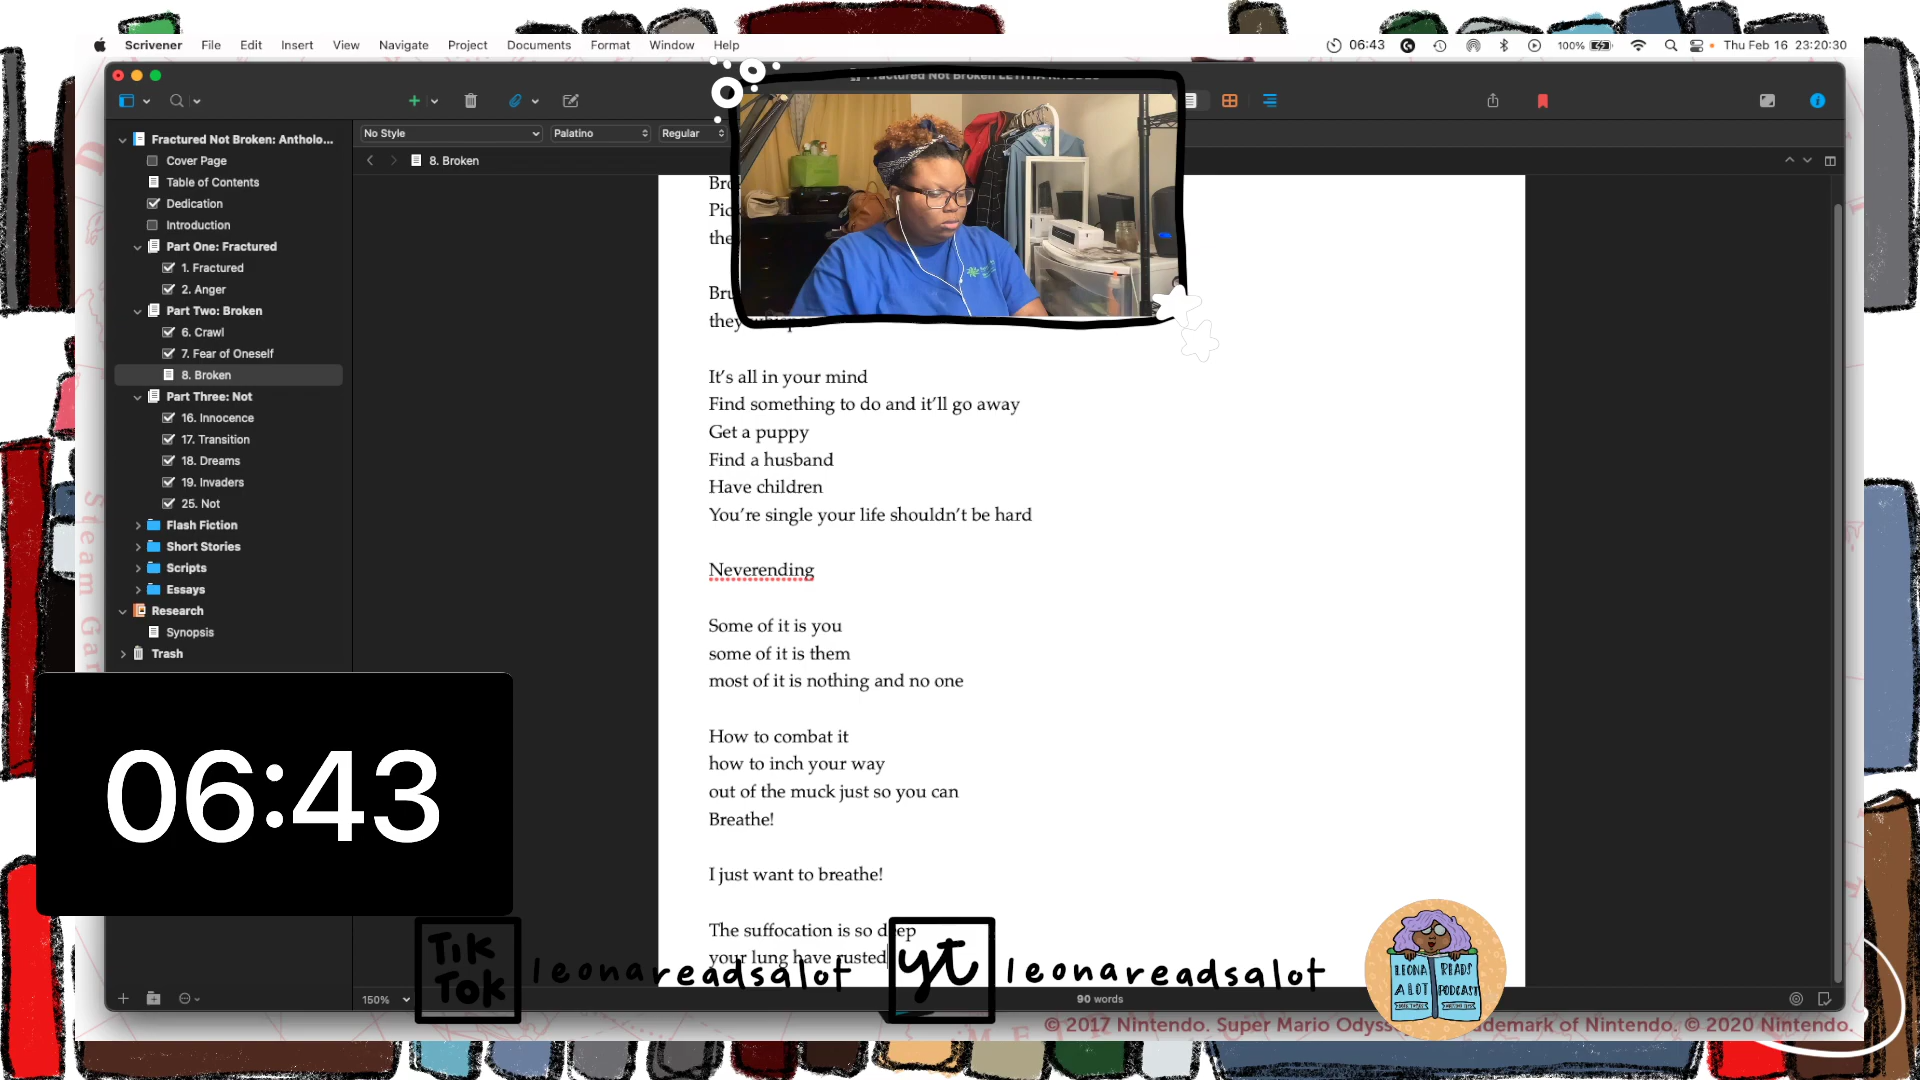 Scrivener File Edit Insert View Navigate Project Documents Format Window Help
06:43 100% Thu Feb 16 23:20:30
Fractured Not Broken
No Style Palatino Regular
8. Broken
Fractured Not Broken: Antholo...
Cover Page
Table of Contents
Dedication
Introduction
Part One: Fractured
1. Fractured
2. Anger
Part Two: Broken
6. Crawl
7. Fear of Oneself
8. Broken
Part Three: Not
16. Innocence
17. Transition
18. Dreams
19. Invaders
25. Not
Flash Fiction
Short Stories
Scripts
Essays
Research
Synopsis
Trash
06:43
It's all in your mind
Find something to do and it'll go away
Get a puppy
Find a husband
Have children
You're single your life shouldn't be hard
Neverending
Some of it is you
some of it is them
most of it is nothing and no one
How to combat it
how to inch your way
out of the muck just so you can
Breathe!
I just want to breathe!
The suffocation is so deep
your lung have rusted
150% 90 words
TikTok leonareadsalot yt leonareadsalot
LEONA READS
ALOT PODCAST
© 2017 Nintendo. Super Mario Odyss demark of Nintendo. © 2020 Nintendo.